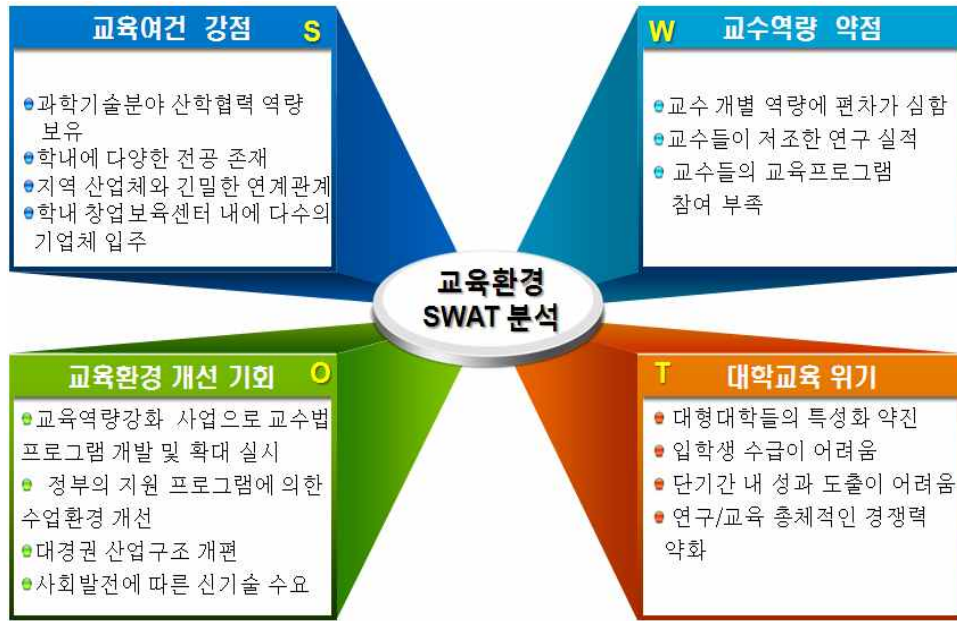 교육여건 강점 S
과학기술분야 산학협력 역량
보유
학내에 다양한 전공 존재
지역 산업체와 긴밀한 연계관계
학내 창업보육센터 내에 다수의
기업체 입주
W 교수역량 약점
교수 개별 역량에 편차가 심함
교수들이 저조한 연구 실적
교수들의 교육프로그램
참여 부족
교육환경
SWAT 분석
교육환경 개선 기회 O
교육역량강화 사업으로 교수법
프로그램 개발 및 확대 실시
정부의 지원 프로그램에 의한
수업환경 개선
대경권 산업구조 개편
사회발전에 따른 신기술 수요
T 대학교육 위기
대형대학들의 특성화 약진
입학생 수급이 어려움
단기간 내 성과 도출이 어려움
연구/교육 총체적인 경쟁력
약화